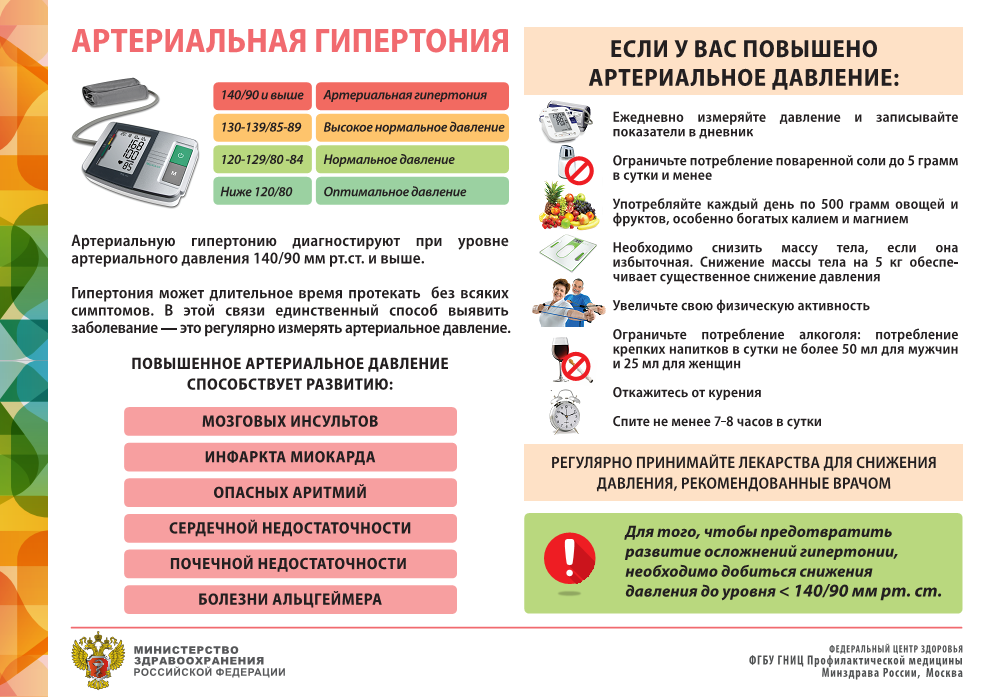 АРТЕРИАЛЬНАЯ ГИПЕРТОНИЯ
140/90 и выше Артериальная гипертония
130-139/85-89 Высокое нормальное давление
120-129/80 -84 Нормальное давление
Ниже 120/80 Оптимальное давление
168
100
85
M
Артериальную гипертонию диагностируют при уровне
артериального давления 140/90 мм рт.ст. и выше.
Гипертония может длительное время протекать без всяких
симптомов. В этой связи единственный способ выявить
заболевание — это регулярно измерять артериальное давление.
ПОВЫШЕННОЕ АРТЕРИАЛЬНОЕ ДАВЛЕНИЕ
СПОСОБСТВУЕТ РАЗВИТИЮ:
МОЗГОВЫХ ИНСУЛЬТОВ
ИНФАРКТА МИОКАРДА
ОПАСНЫХ АРИТМИЙ
СЕРДЕЧНОЙ НЕДОСТАТОЧНОСТИ
ПОЧЕЧНОЙ НЕДОСТАТОЧНОСТИ
БОЛЕЗНИ АЛЬЦГЕЙМЕРА
ЕСЛИ У ВАС ПОВЫШЕНО
АРТЕРИАЛЬНОЕ ДАВЛЕНИЕ:
Ежедневно измеряйте давление и записывайте
показатели в дневник
Ограничьте потребление поваренной соли до 5 грамм
в сутки и менее
Употребляйте каждый день по 500 грамм овощей и
фруктов, особенно богатых калием и магнием
Необходимо снизить массу тела, если она
избыточная. Снижение массы тела на 5 кг обеспе-
чивает существенное снижение давления
Увеличьте свою физическую активность
Ограничьте потребление алкоголя: потребление
крепких напитков в сутки не более 50 мл для мужчин
и 25 мл для женщин
Откажитесь от курения
Спите не менее 7–8 часов в сутки
РЕГУЛЯРНО ПРИНИМАЙТЕ ЛЕКАРСТВА ДЛЯ СНИЖЕНИЯ
ДАВЛЕНИЯ, РЕКОМЕНДОВАННЫЕ ВРАЧОМ
Для того, чтобы предотвратить
развитие осложнений гипертонии,
необходимо добиться снижения
давления до уровня < 140/90 мм рт. ст.
МИНИСТЕРСТВО
ЗДРАВООХРАНЕНИЯ
РОССИЙСКОЙ ФЕДЕРАЦИИ
ФЕДЕРАЛЬНЫЙ ЦЕНТР ЗДОРОВЬЯ
ФГБУ ГНИЦ Профилактической медицины
Минздрава России, Москва